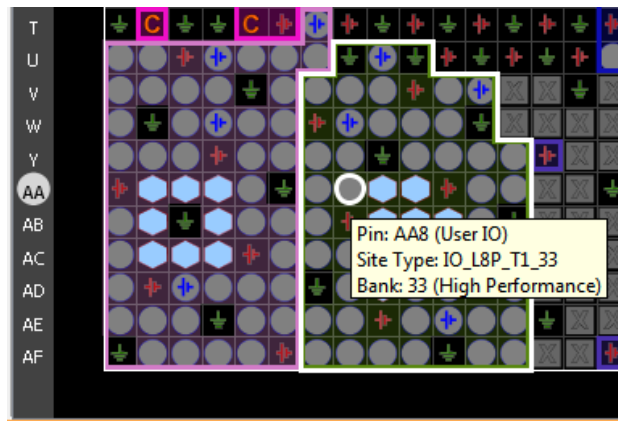 T
C
C
U
V
X
X
X
W
X
X
X
X
Y
X
X
AA
X
X
AB
Pin: AA8 (User IO)
Site Type: IO_L8P_T1_33
AC
Bank: 33 (High Performance)
AD
AE
X
X
AF
X
X